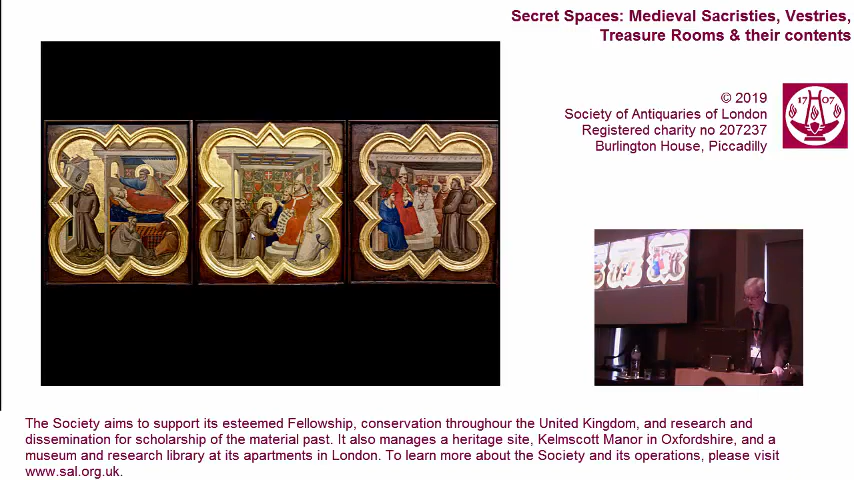 Secret Spaces: Medieval Sacristies, Vestries,
Treasure Rooms & their contents
© 2019
Society of Antiquaries of London
Registered charity no 207237
Burlington House, Piccadilly
17 07
The Society aims to support its esteemed Fellowship, conservation throughour the United Kingdom, and research and
dissemination for scholarship of the material past. It also manages a heritage site, Kelmscott Manor in Oxfordshire, and a
museum and research library at its apartments in London. To learn more about the Society and its operations, please visit
www.sal.org.uk.